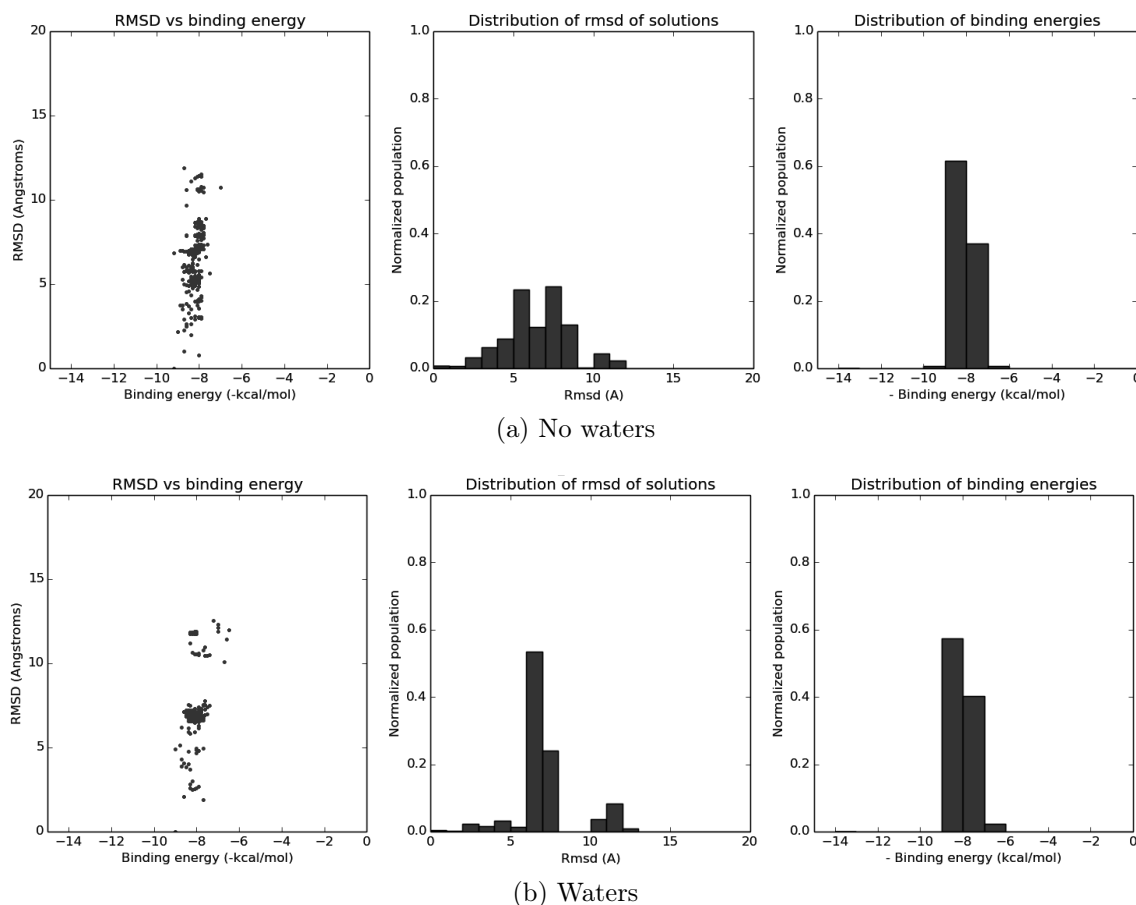 RMSD vs binding energy
RMSD (Angstroms)
20
15
10
5
0
−14 −12 −10 −8 −6 −4 −2 0
Binding energy (-kcal/mol)
Distribution of rmsd of solutions
Normalized population
1.0
0.8
0.6
0.4
0.2
0.0
0 5 10 15 20
Rmsd (A)
Distribution of binding energies
Normalized population
1.0
0.8
0.6
0.4
0.2
0.0
−14 −12 −10 −8 −6 −4 −2 0
- Binding energy (kcal/mol)
(a) No waters
RMSD vs binding energy
RMSD (Angstroms)
20
15
10
5
0
−14 −12 −10 −8 −6 −4 −2 0
Binding energy (-kcal/mol)
Distribution of rmsd of solutions
Normalized population
1.0
0.8
0.6
0.4
0.2
0.0
0 5 10 15 20
Rmsd (A)
Distribution of binding energies
Normalized population
1.0
0.8
0.6
0.4
0.2
0.0
−14 −12 −10 −8 −6 −4 −2 0
- Binding energy (kcal/mol)
(b) Waters